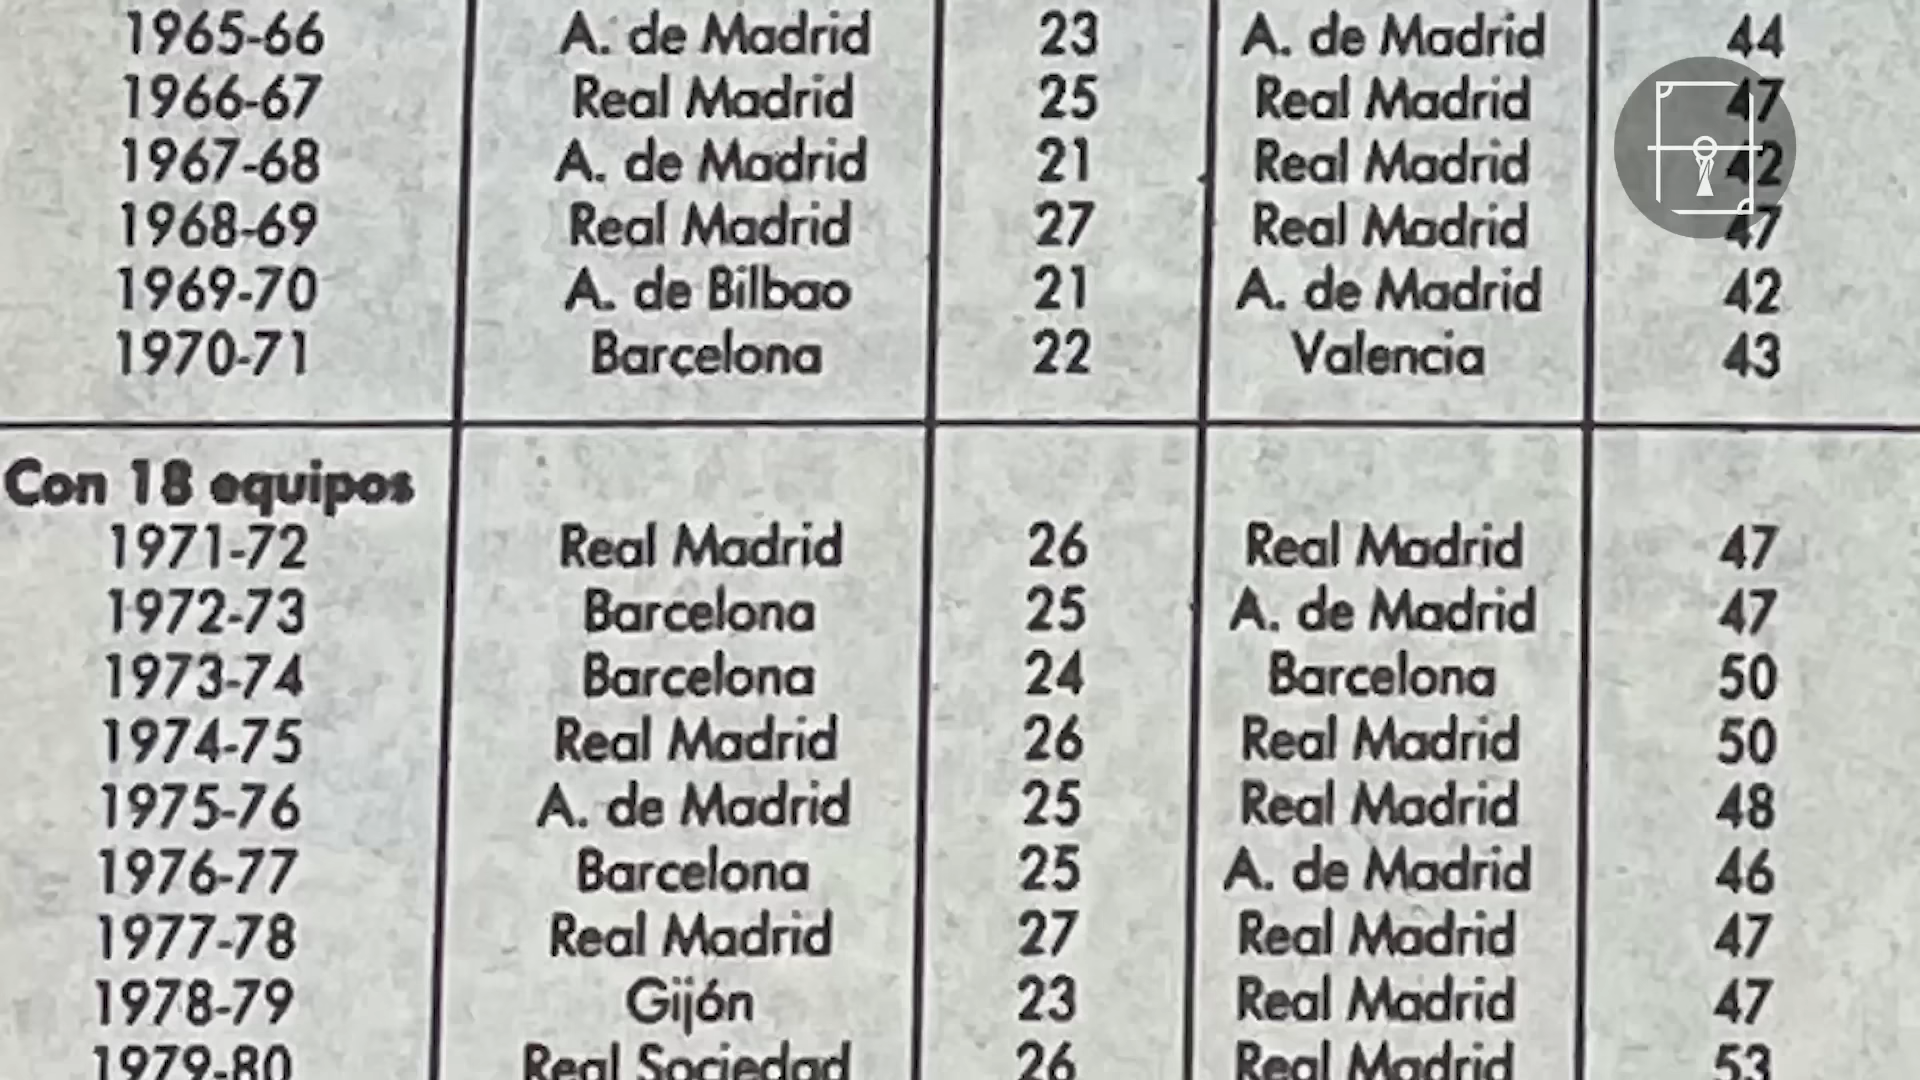 1965-66 A. de Madrid 23 A. de Madrid 44
1966-67 Real Madrid 25 Real Madrid 47
1967-68 A. de Madrid 21 Real Madrid 42
1968-69 Real Madrid 27 Real Madrid 47
1969-70 A. de Bilbao 21 A. de Madrid 42
1970-71 Barcelona 22 Valencia 43
Con 18 equipos
1971-72 Real Madrid 26 Real Madrid 47
1972-73 Barcelona 25 A. de Madrid 47
1973-74 Barcelona 24 Barcelona 50
1974-75 Real Madrid 26 Real Madrid 50
1975-76 A. de Madrid 25 Real Madrid 48
1976-77 Barcelona 25 A. de Madrid 46
1977-78 Real Madrid 27 Real Madrid 47
1978-79 Gijón 23 Real Madrid 47
1979-80 Real Sociedad 26 Real Madrid 53